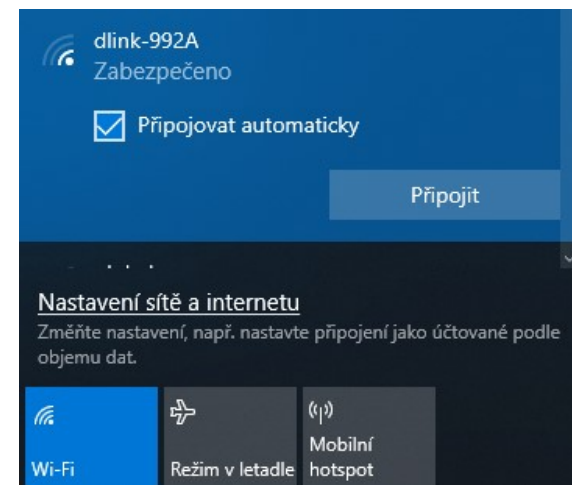 dlink-992A
Zabezpečeno
Připojovat automaticky
Připojit
Nastavení sítě a internetu
Změňte nastavení, např. nastavte připojení jako účtované podle
objemu dat.
Wi-Fi
Režim v letadle
Mobilní
hotspot